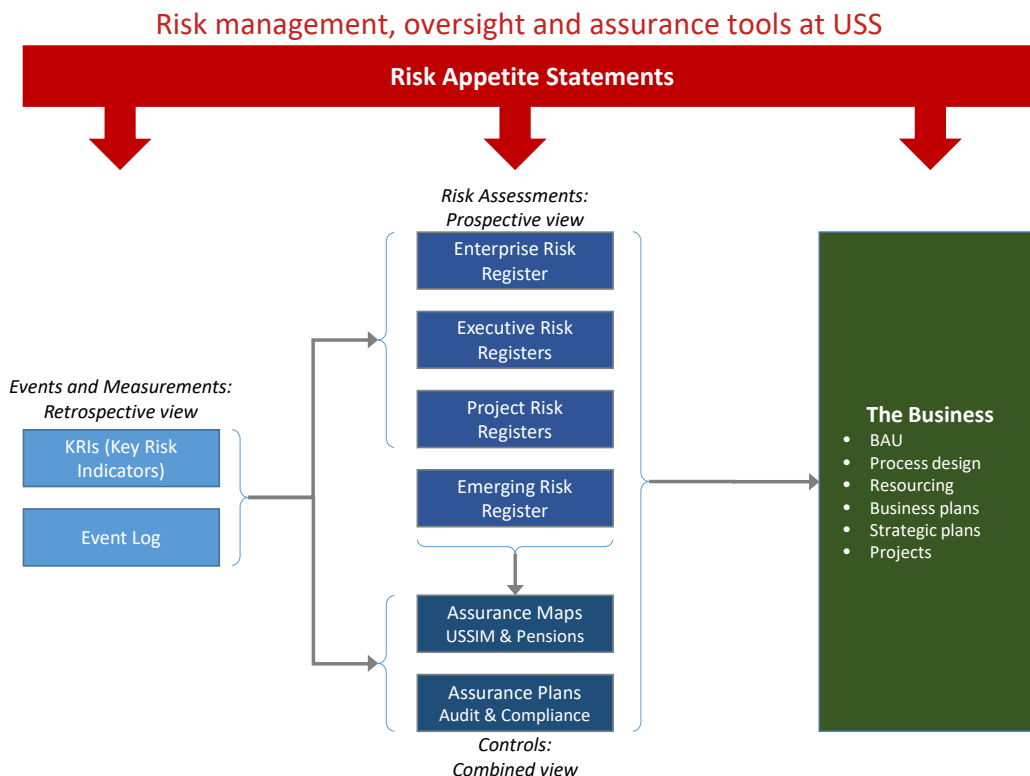 Risk management, oversight and assurance tools at USS
Risk Appetite Statements
Risk Assessments:
Prospective view
Enterprise Risk
Register
Executive Risk
Registers
Project Risk
Registers
Emerging Risk
Register
Events and Measurements:
Retrospective view
KRIs (Key Risk
Indicators)
Event Log
Assurance Maps
USSIM & Pensions
Assurance Plans
Audit & Compliance
Controls:
Combined view
The Business
• BAU
• Process design
• Resourcing
• Business plans
• Strategic plans
• Projects